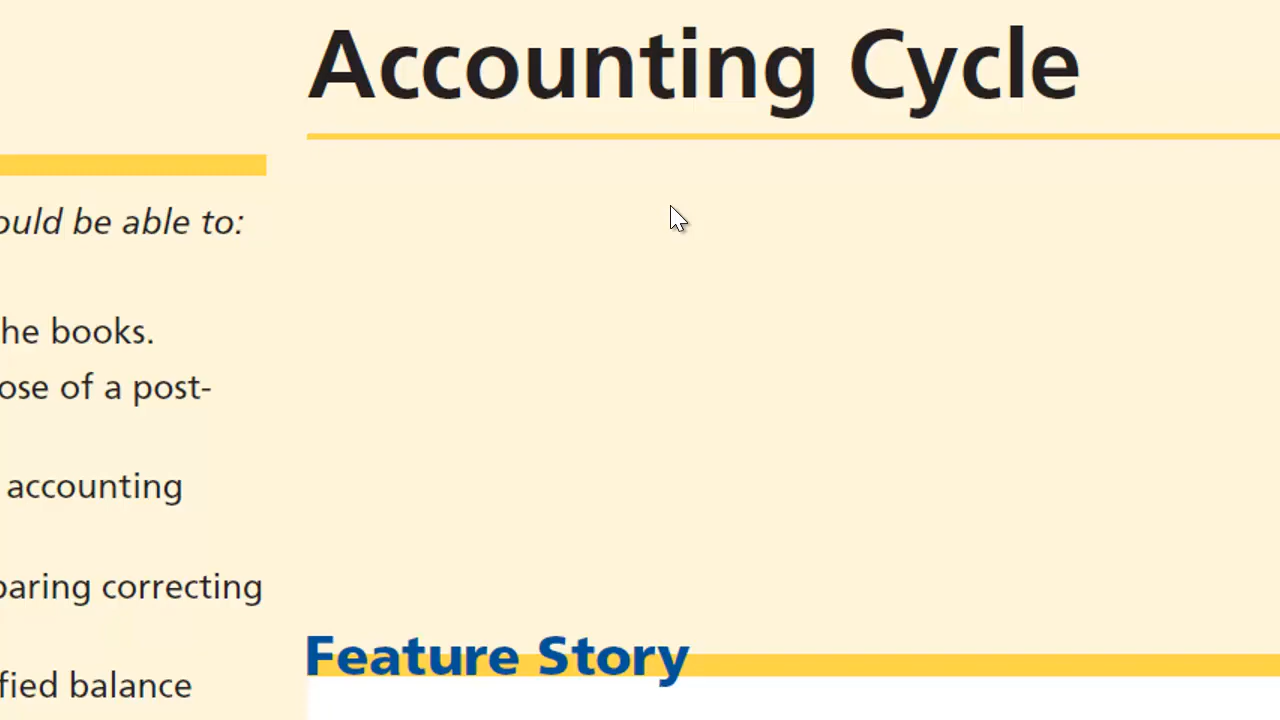 Accounting Cycle
ould be able to:
he books.
ose of a post-
accounting
paring correcting
fied balance
Feature Story